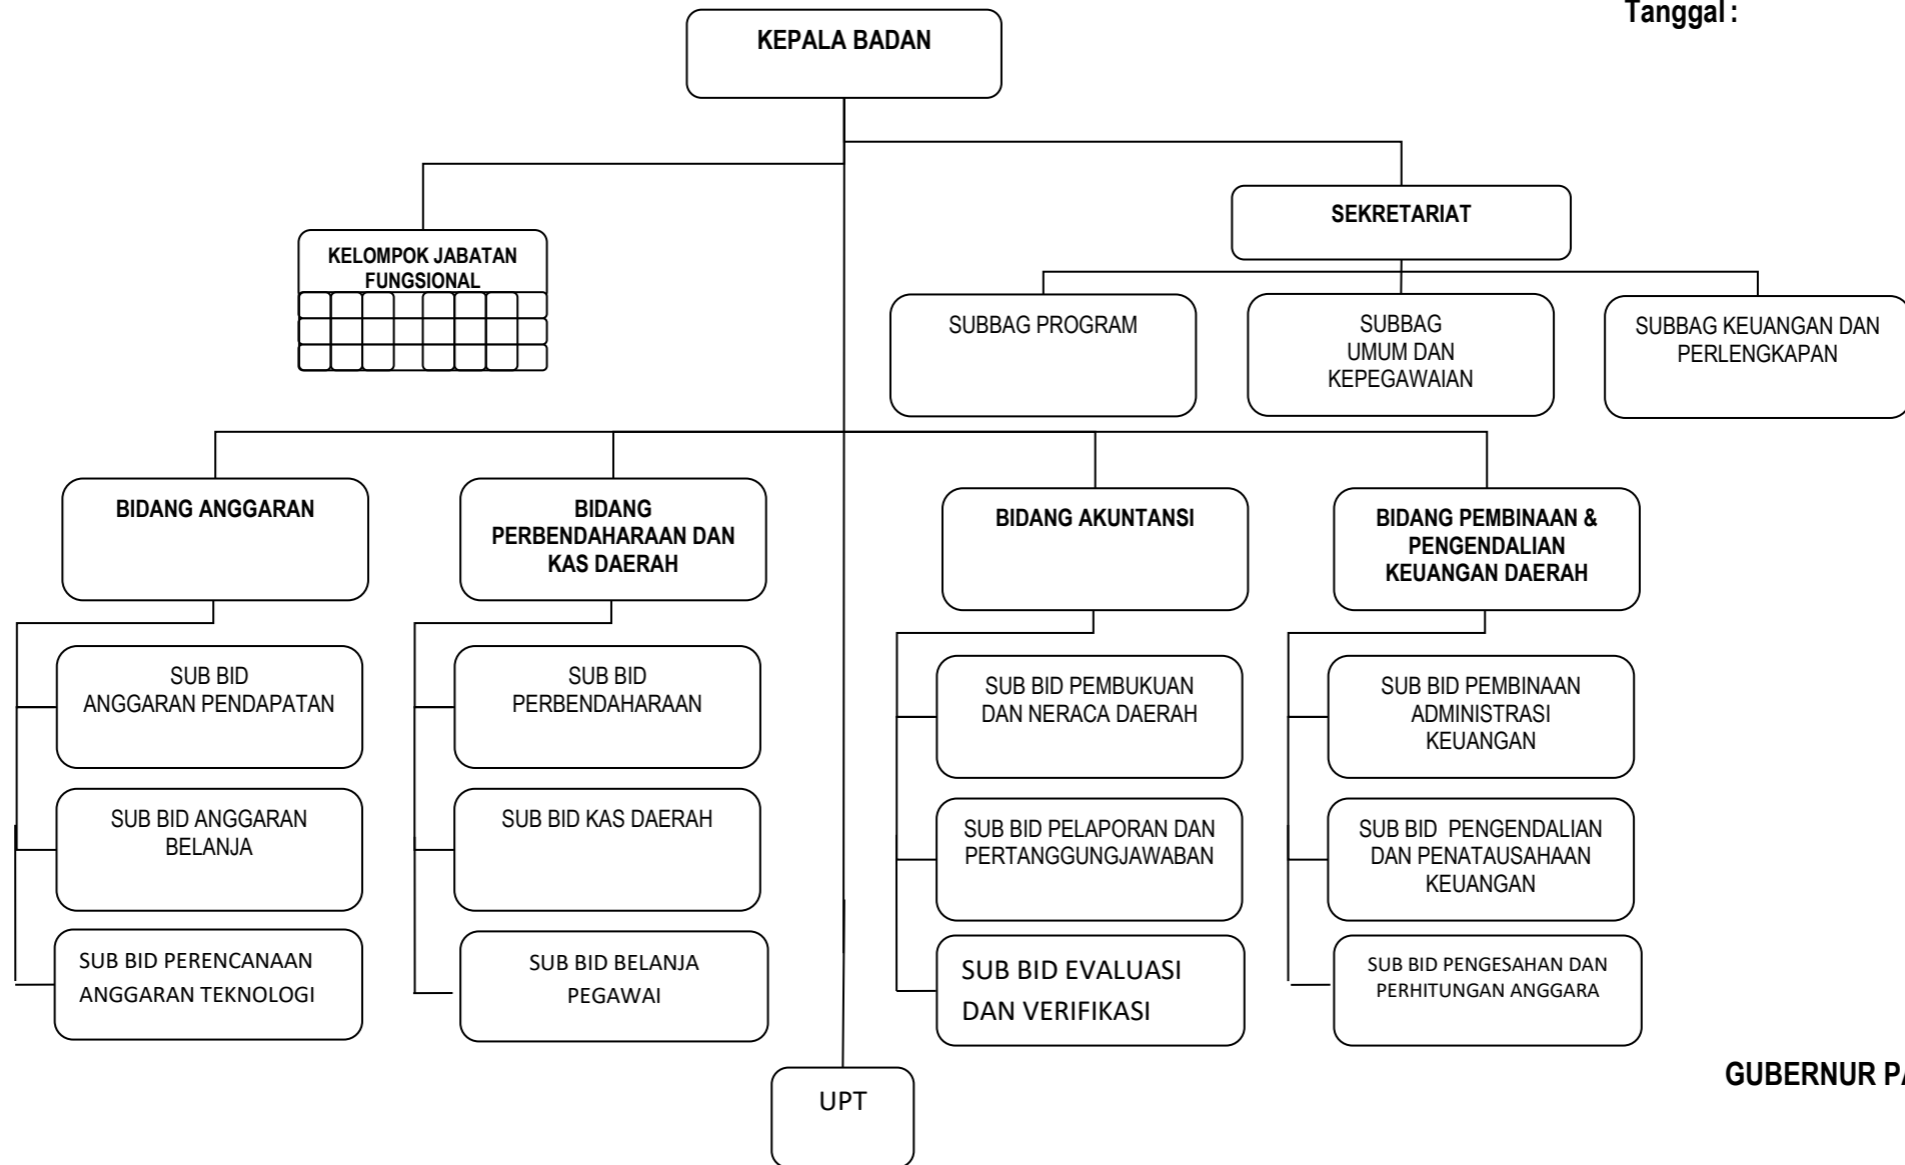 Tanggal :
KEPALA BADAN
SEKRETARIAT
KELOMPOK JABATAN
FUNGSIONAL
SUBBAG PROGRAM
SUBBAG
UMUM DAN
KEPEGAWAIAN
SUBBAG KEUANGAN DAN
PERLENGKAPAN
BIDANG ANGGARAN
BIDANG
PERBENDAHARAAN DAN
KAS DAERAH
BIDANG AKUNTANSI
BIDANG PEMBINAAN &
PENGENDALIAN
KEUANGAN DAERAH
SUB BID
ANGGARAN PENDAPATAN
SUB BID
PERBENDAHARAAN
SUB BID PEMBUKUAN
DAN NERACA DAERAH
SUB BID PEMBINAAN
ADMINISTRASI
KEUANGAN
SUB BID ANGGARAN
BELANJA
SUB BID KAS DAERAH
SUB BID PELAPORAN DAN
PERTANGGUNGJAWABAN
SUB BID  PENGENDALIAN
DAN PENATAUSAHAAN
KEUANGAN
SUB BID PERENCANAAN
ANGGARAN TEKNOLOGI
SUB BID BELANJA
PEGAWAI
SUB BID EVALUASI
DAN VERIFIKASI
SUB BID PENGESAHAN DAN
PERHITUNGAN ANGGARA
UPT
GUBERNUR